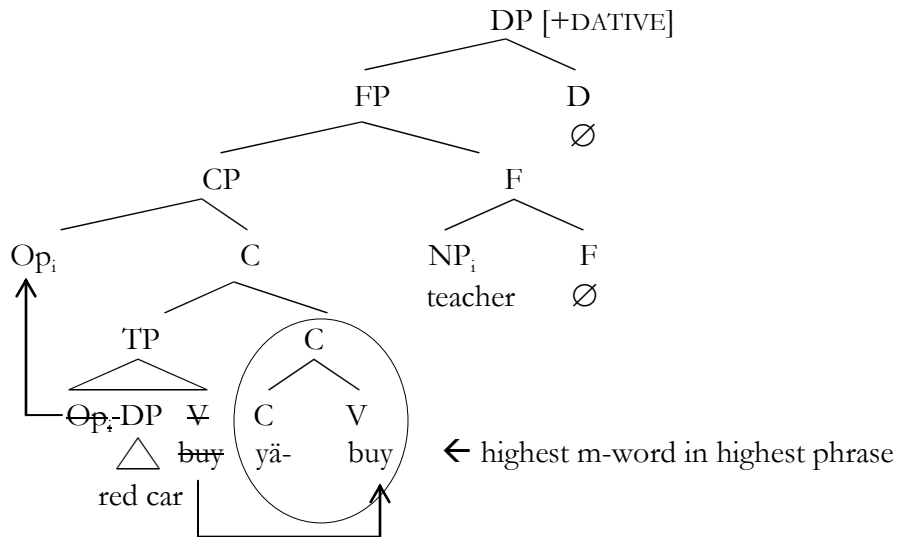 DP [+DATIVE]
FP D
∅
CP F
Opᵢ C NPᵢ F
teacher ∅
TP C
Opᵢ-DP V C V
buy yä- buy ← highest m-word in highest phrase
red car